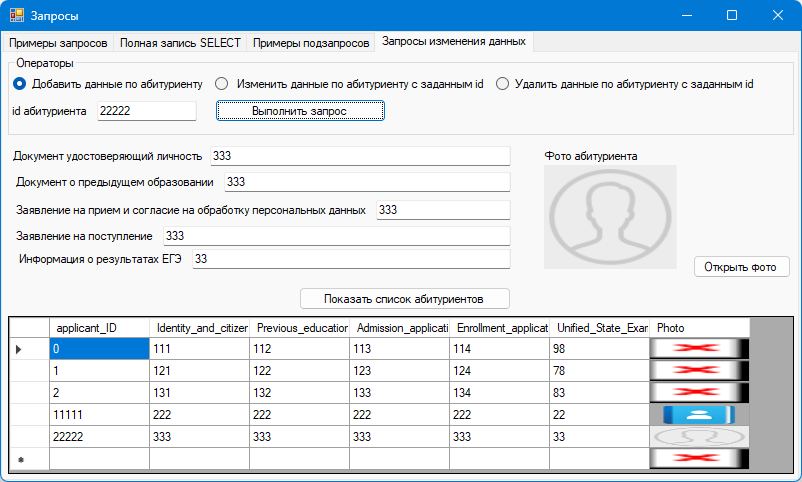 Запросы
Примеры запросов Полная запись SELECT Примеры подзапросов Запросы изменения данных
Операторы
Добавить данные по абитуриенту Изменить данные по абитуриенту с заданным id Удалить данные по абитуриенту с заданным id
id абитуриента 22222 Выполнить запрос
Документ удостоверяющий личность 333 Фото абитуриента
Документ о предыдущем образовании 333
Заявление на прием и согласие на обработку персональных данных 333
Заявление на поступление 333
Информация о результатах ЕГЭ 33
Открыть фото
Показать список абитуриентов
applicant_ID Identity_and_citizer Previous_educatior Admission_applicati Enrollment_applicat Unified_State_Exar Photo
0 111 112 113 114 98
1 121 122 123 124 78
2 131 132 133 134 83
11111 222 222 222 222 22
22222 333 333 333 333 33